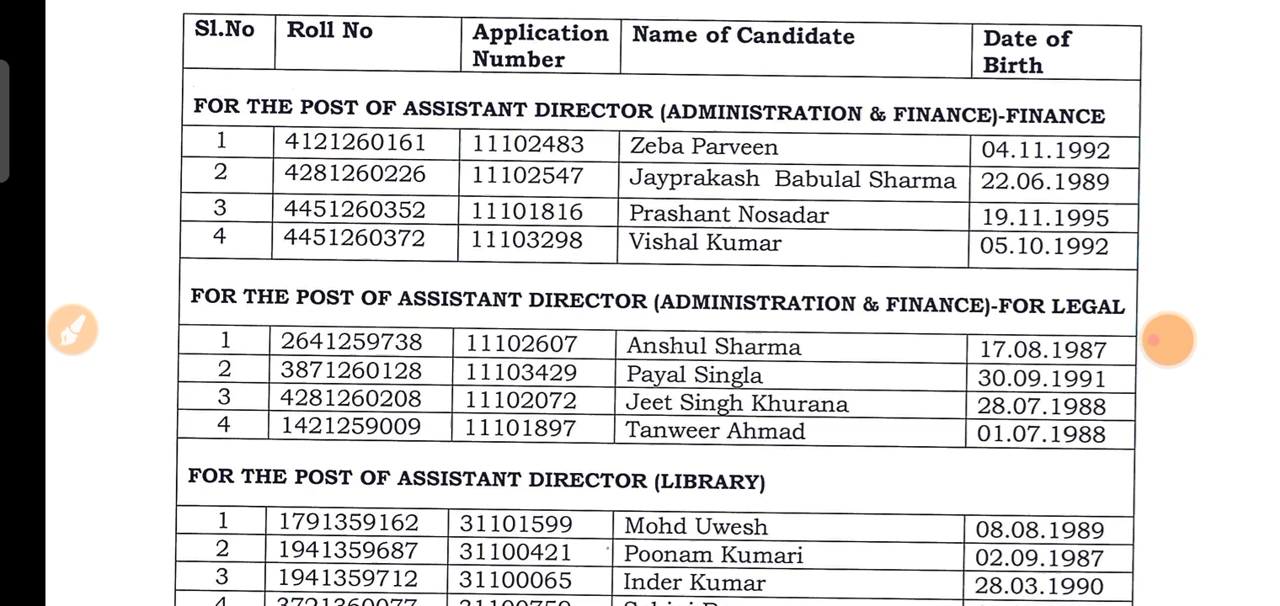 Sl.No Roll No Application Number Name of Candidate Date of Birth
FOR THE POST OF ASSISTANT DIRECTOR (ADMINISTRATION & FINANCE)-FINANCE
1 4121260161 11102483 Zeba Parveen 04.11.1992
2 4281260226 11102547 Jayprakash Babulal Sharma 22.06.1989
3 4451260352 11101816 Prashant Nosadar 19.11.1995
4 4451260372 11103298 Vishal Kumar 05.10.1992
FOR THE POST OF ASSISTANT DIRECTOR (ADMINISTRATION & FINANCE)-FOR LEGAL
1 2641259738 11102607 Anshul Sharma 17.08.1987
2 3871260128 11103429 Payal Singla 30.09.1991
3 4281260208 11102072 Jeet Singh Khurana 28.07.1988
4 1421259009 11101897 Tanweer Ahmad 01.07.1988
FOR THE POST OF ASSISTANT DIRECTOR (LIBRARY)
1 1791359162 31101599 Mohd Uwesh 08.08.1989
2 1941359687 31100421 Poonam Kumari 02.09.1987
3 1941359712 31100065 Inder Kumar 28.03.1990